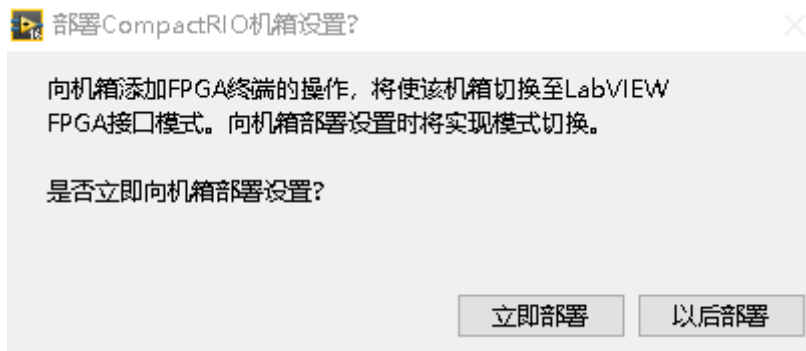 部署CompactRIO机箱设置?
向机箱添加FPGA终端的操作，将使该机箱切换至LabVIEW
FPGA接口模式。向机箱部署设置时将实现模式切换。
是否立即向机箱部署设置?
立即部署 以后部署